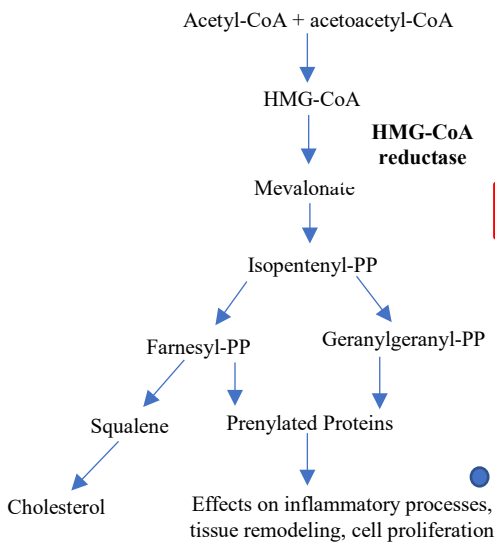 Acetyl-CoA + acetoacetyl-CoA
HMG-CoA
HMG-CoA
reductase
Mevalonate
Isopentenyl-PP
Farnesyl-PP
Geranylgeranyl-PP
Squalene
Prenylated Proteins
Cholesterol
Effects on inflammatory processes,
tissue remodeling, cell proliferation